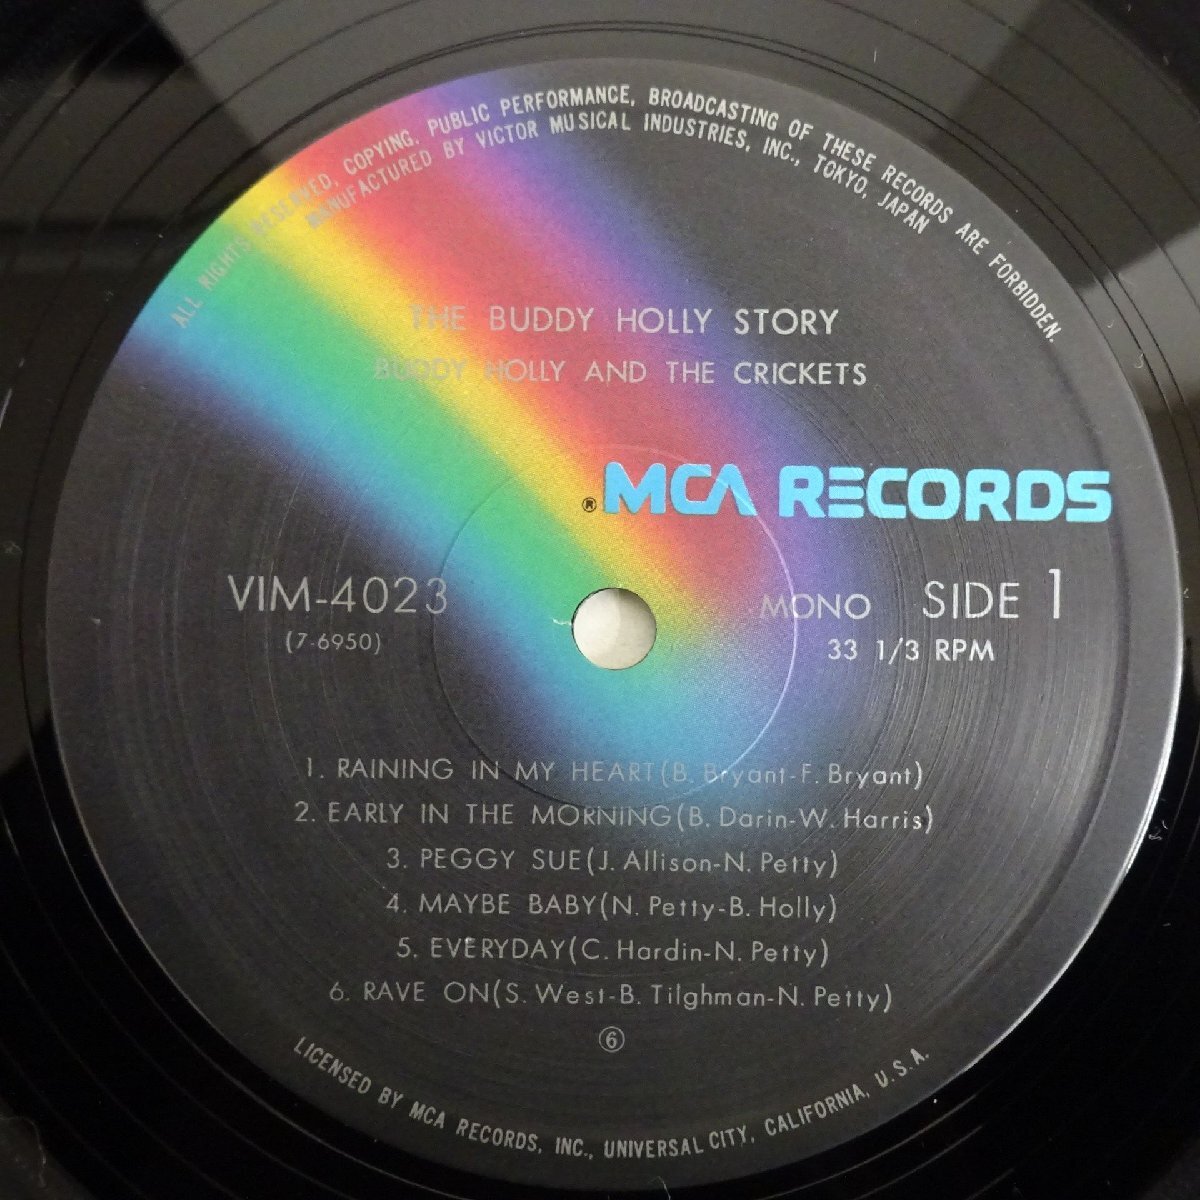 ALL RIGHTS RESERVED, COPYING, PUBLIC PERFORMANCE, BROADCASTING OF THESE RECORDS ARE FORBIDDEN.
MANUFACTURED BY VICTOR MUSICAL INDUSTRIES, INC., TOKYO, JAPAN
THE BUDDY HOLLY STORY
BUDDY HOLLY AND THE CRICKETS
® MCA RECORDS
VIM-4023
(7-6950)
MONO SIDE 1
33 1/3 RPM
1. RAINING IN MY HEART(B. Bryant-F. Bryant)
2. EARLY IN THE MORNING(B. Darin-W. Harris)
3. PEGGY SUE(J. Allison-N. Petty)
4. MAYBE BABY(N. Petty-B. Holly)
5. EVERYDAY(C. Hardin-N. Petty)
6. RAVE ON(S. West-B. Tilghman-N. Petty)
⑥
LICENSED BY MCA RECORDS, INC., UNIVERSAL CITY, CALIFORNIA, U.S.A.